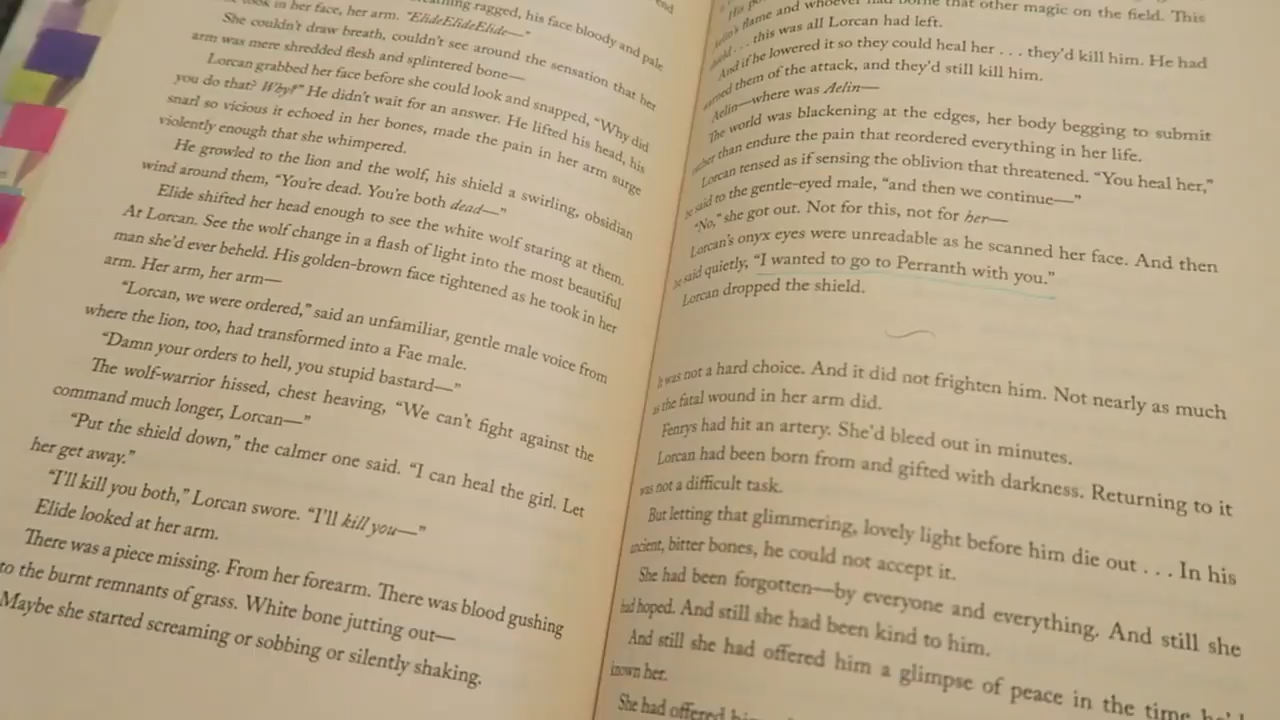 look in her face, her arm. “ElideElideElide—”
She couldn’t draw breath, couldn’t see around the sensation that her
arm was mere shredded flesh and splintered bone—
Lorcan grabbed her face before she could look and snapped, “Why did
you do that? Why?” He didn’t wait for an answer. He lifted his head, his
snarl so vicious it echoed in her bones, made the pain in her arm surge
violently enough that she whimpered.
He growled to the lion and the wolf, his shield a swirling, obsidian
wind around them, “You’re dead. You’re both dead—”
Elide shifted her head enough to see the white wolf staring at them.
At Lorcan. See the wolf change in a flash of light into the most beautiful
man she’d ever beheld. His golden-brown face tightened as he took in her
arm. Her arm, her arm—
“Lorcan, we were ordered,” said an unfamiliar, gentle male voice from
where the lion, too, had transformed into a Fae male.
“Damn your orders to hell, you stupid bastard—”
The wolf-warrior hissed, chest heaving, “We can’t fight against the
command much longer, Lorcan—”
“Put the shield down,” the calmer one said. “I can heal the girl. Let
her get away.”
“I’ll kill you both,” Lorcan swore. “I’ll kill you—”
Elide looked at her arm.
There was a piece missing. From her forearm. There was blood gushing
to the burnt remnants of grass. White bone jutting out—
Maybe she started screaming or sobbing or silently shaking.
flame and whoever had borne that other magic on the field. This
. . . this was all Lorcan had left.
And if he lowered it so they could heal her . . . they’d kill him. He had
them of the attack, and they’d still kill him.
Aelin—where was Aelin—
The world was blackening at the edges, her body begging to submit
than endure the pain that reordered everything in her life.
Lorcan tensed as if sensing the oblivion that threatened. “You heal her,”
he said to the gentle-eyed male, “and then we continue—”
“No,” she got out. Not for this, not for her—
Lorcan’s onyx eyes were unreadable as he scanned her face. And then
he said quietly, “I wanted to go to Perranth with you.”
Lorcan dropped the shield.
It was not a hard choice. And it did not frighten him. Not nearly as much
as the fatal wound in her arm did.
Fenrys had hit an artery. She’d bleed out in minutes.
Lorcan had been born from and gifted with darkness. Returning to it
was not a difficult task.
But letting that glimmering, lovely light before him die out . . . In his
ancient, bitter bones, he could not accept it.
She had been forgotten—by everyone and everything. And still she
had hoped. And still she had been kind to him.
And still she had offered him a glimpse of peace in the time he’d
known her.
She had offered him